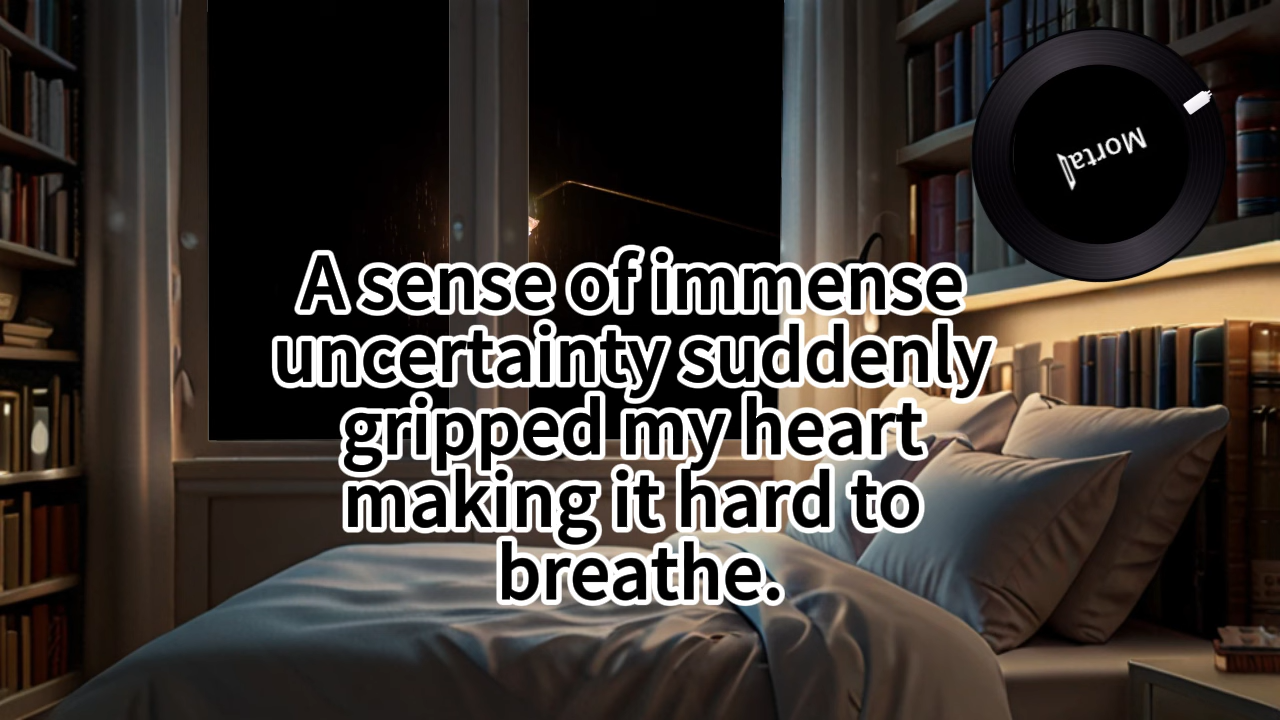 Mortal
A sense of immense
uncertainty suddenly
gripped my heart
making it hard to
breathe.